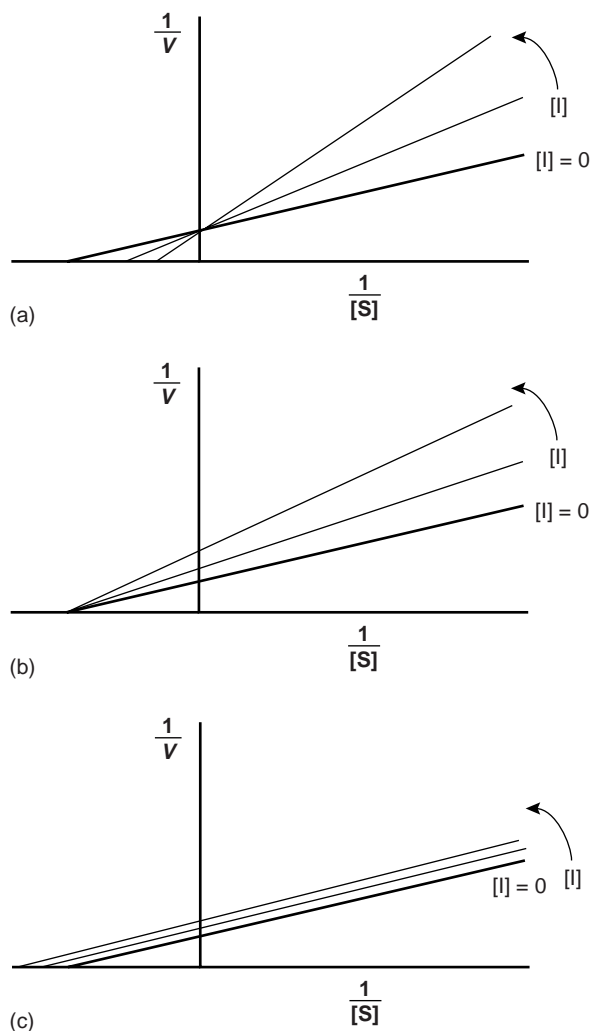 1
V
[I]
[I] = 0
1
[S]
(a)
1
V
[I]
[I] = 0
1
[S]
(b)
1
V
[I] = 0
[I]
1
[S]
(c)